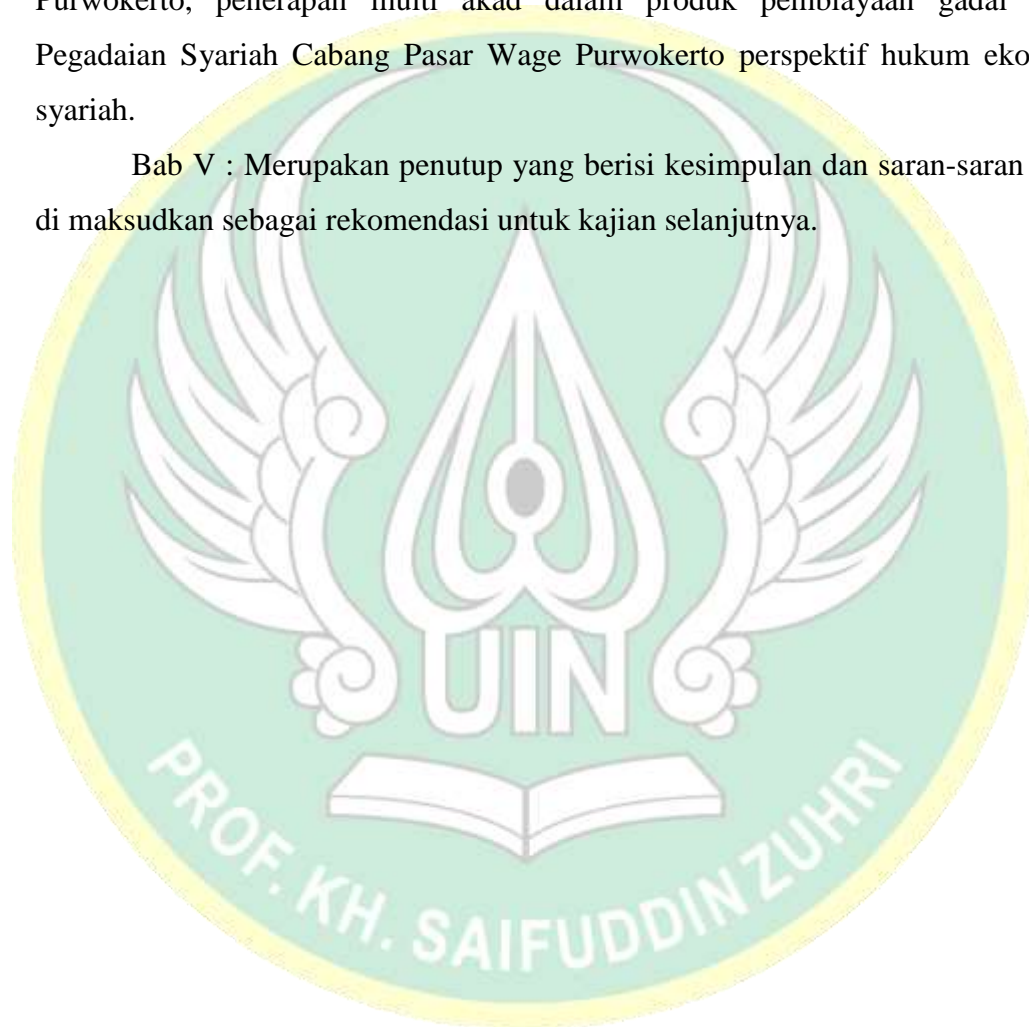 Purwokerto, penerapan multi akad dalam produk pembiayaan gadai
Pegadaian Syariah Cabang Pasar Wage Purwokerto perspektif hukum eko
syariah.
Bab V : Merupakan penutup yang berisi kesimpulan dan saran-saran
di maksudkan sebagai rekomendasi untuk kajian selanjutnya.
UIN
PROF. KH. SAIFUDDIN ZUHRI